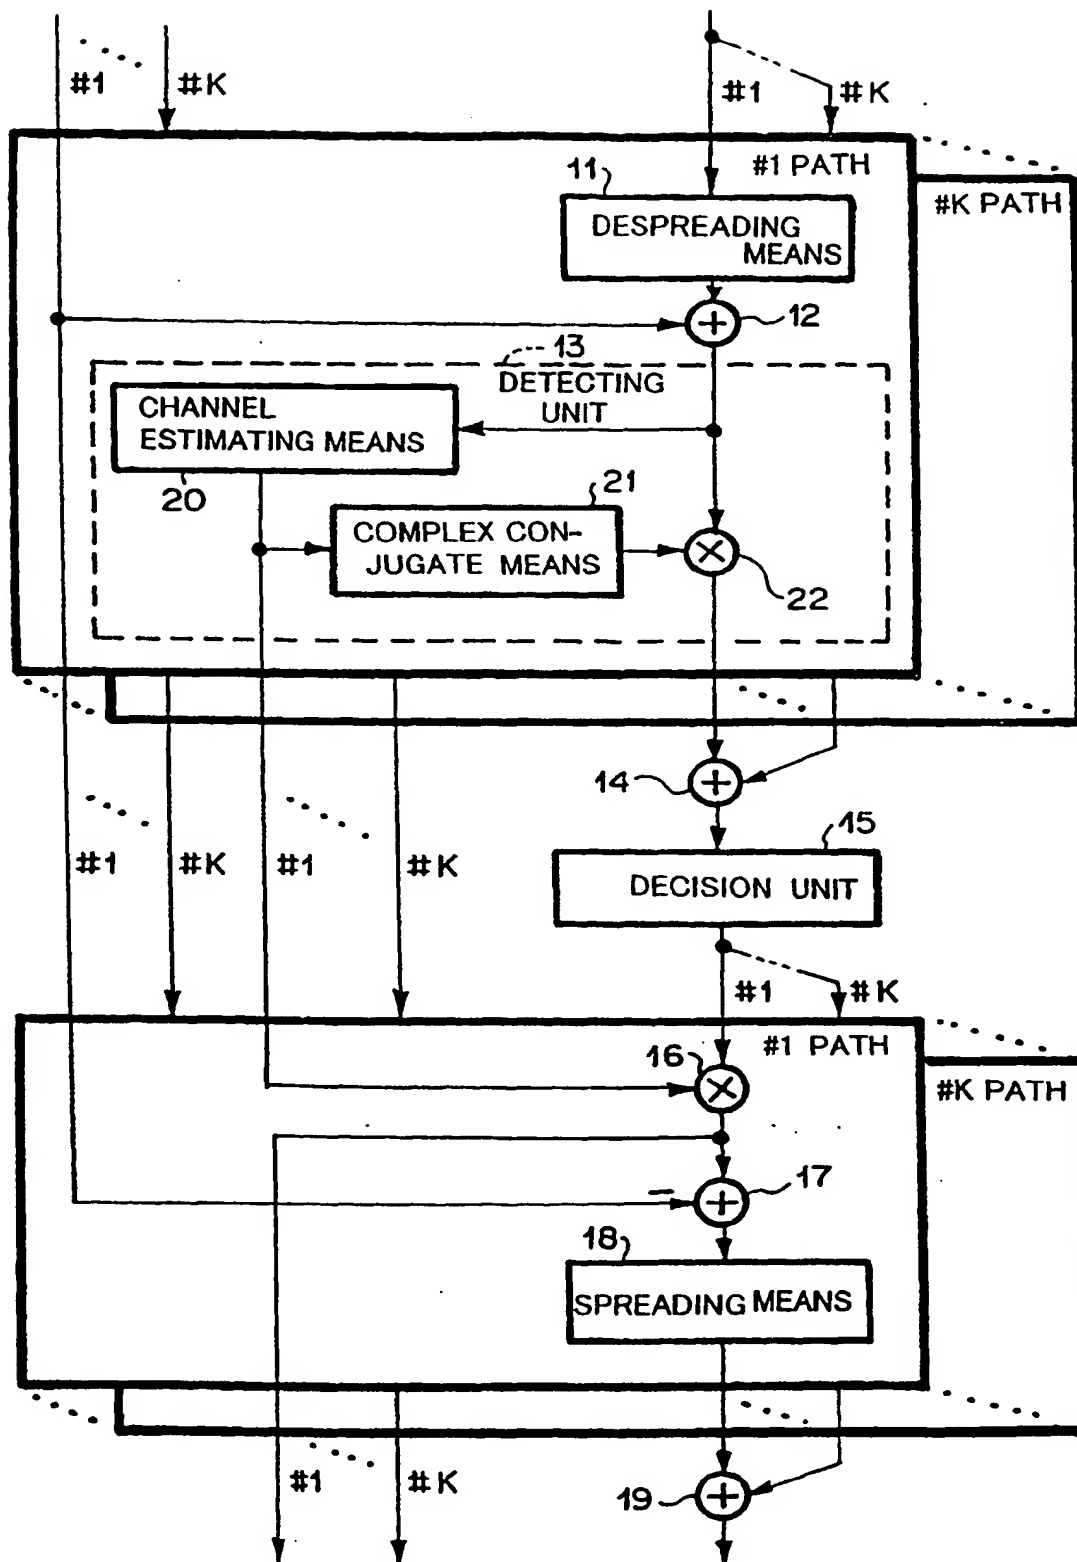 #1
#K
#1
#K
#1 PATH
#K PATH
11
DESPREADING
MEANS
12
13
DETECTING
UNIT
CHANNEL
ESTIMATING MEANS
20
21
COMPLEX CON-
JUGATE MEANS
22
14
15
#1
#K
#1
#K
DECISION UNIT
#1
#K
#1 PATH
#K PATH
16
17
18
SPREADING MEANS
#1
#K
19